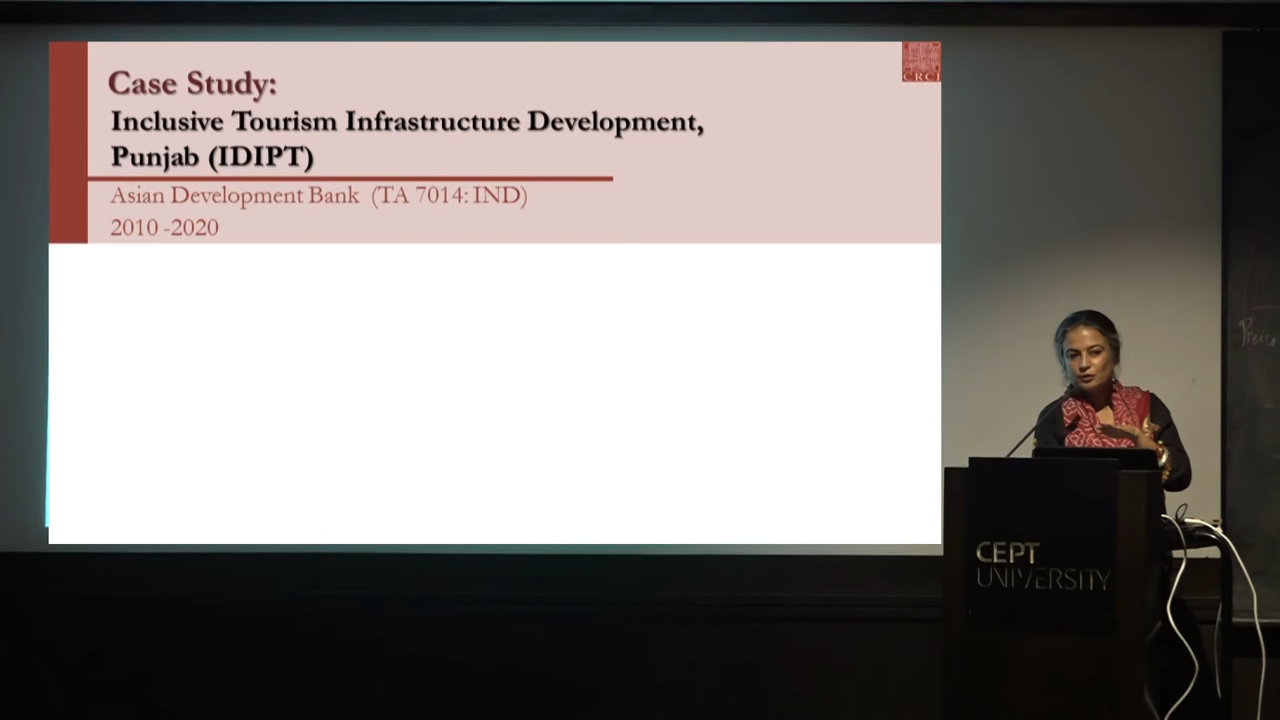 Case Study:
Inclusive Tourism Infrastructure Development,
Punjab (IDIPT)
Asian Development Bank (TA 7014: IND)
2010 -2020
CRCI
CEPT
UNIVERSITY